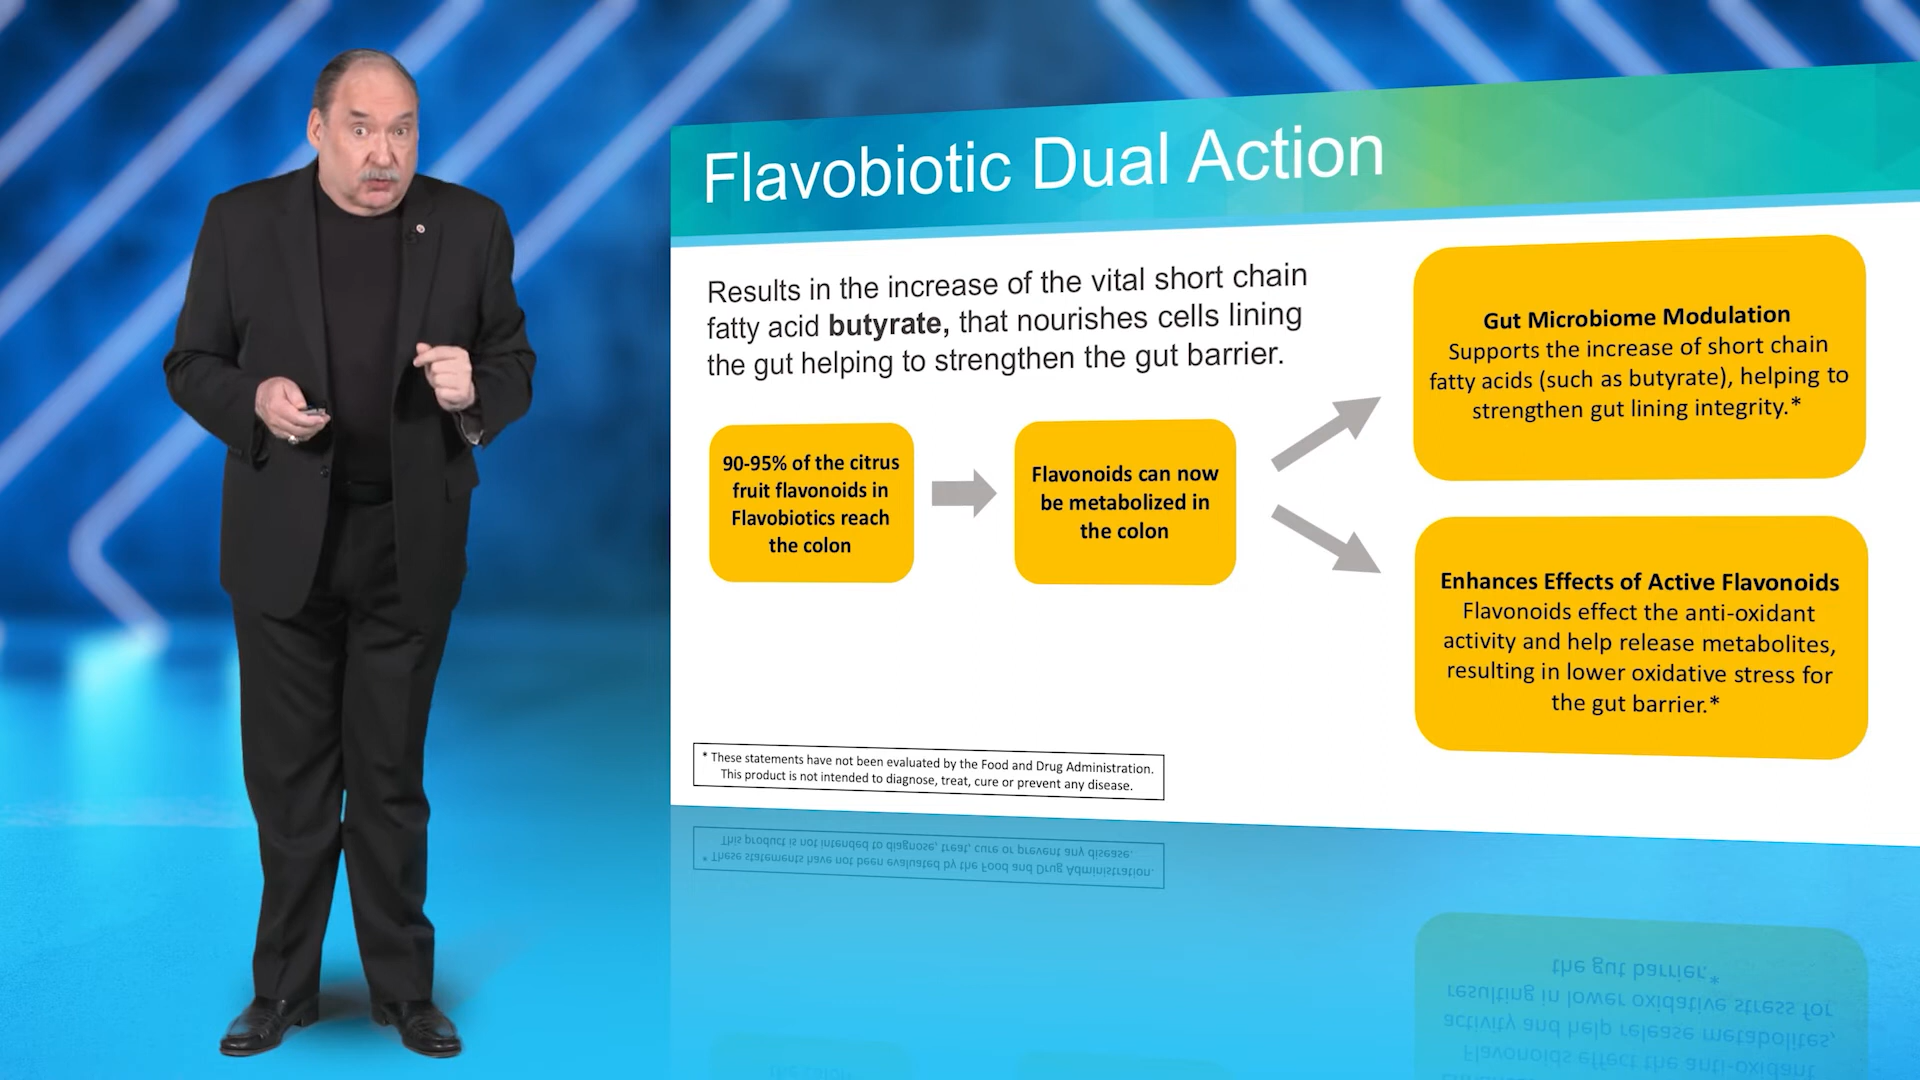 Flavobiotic Dual Action
Results in the increase of the vital short chain
fatty acid butyrate, that nourishes cells lining
the gut helping to strengthen the gut barrier.
90-95% of the citrus
fruit flavonoids in
Flavobiotics reach
the colon
Flavonoids can now
be metabolized in
the colon
Gut Microbiome Modulation
Supports the increase of short chain
fatty acids (such as butyrate), helping to
strengthen gut lining integrity.*
Enhances Effects of Active Flavonoids
Flavonoids effect the anti-oxidant
activity and help release metabolites,
resulting in lower oxidative stress for
the gut barrier.*
* These statements have not been evaluated by the Food and Drug Administration.
This product is not intended to diagnose, treat, cure or prevent any disease.